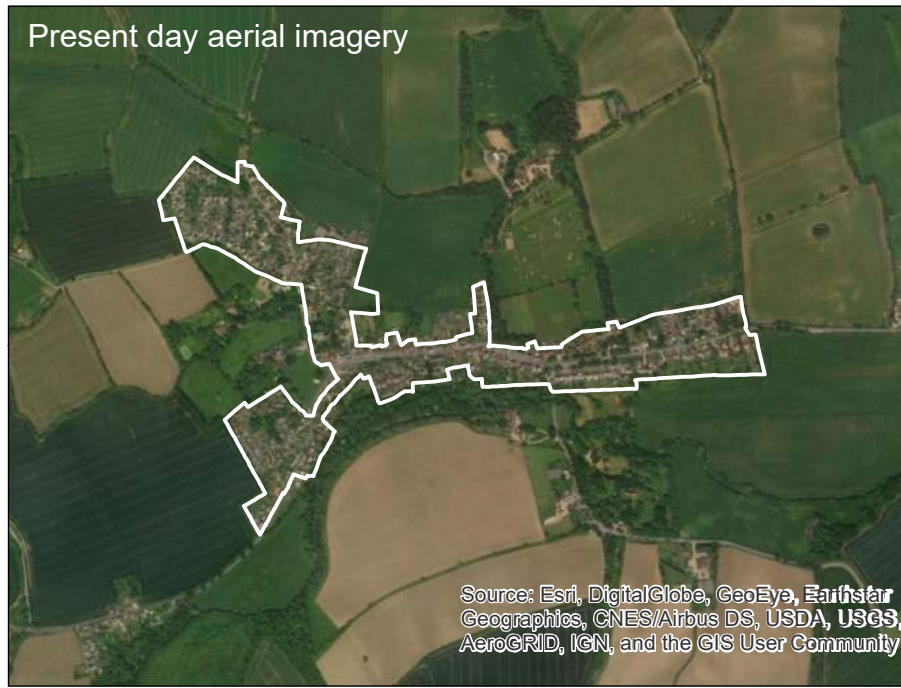 Present day aerial imagery
Source: Esri, DigitalGlobe, GeoEye, Earthstar
Geographics, CNES/Airbus DS, USDA, USGS,
AeroGRID, IGN, and the GIS User Community